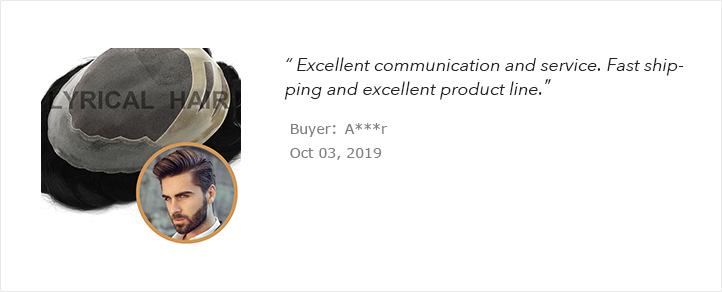 LYRICAL HAIR
“ Excellent communication and service. Fast ship-
ping and excellent product line.”
Buyer: A***r
Oct 03, 2019